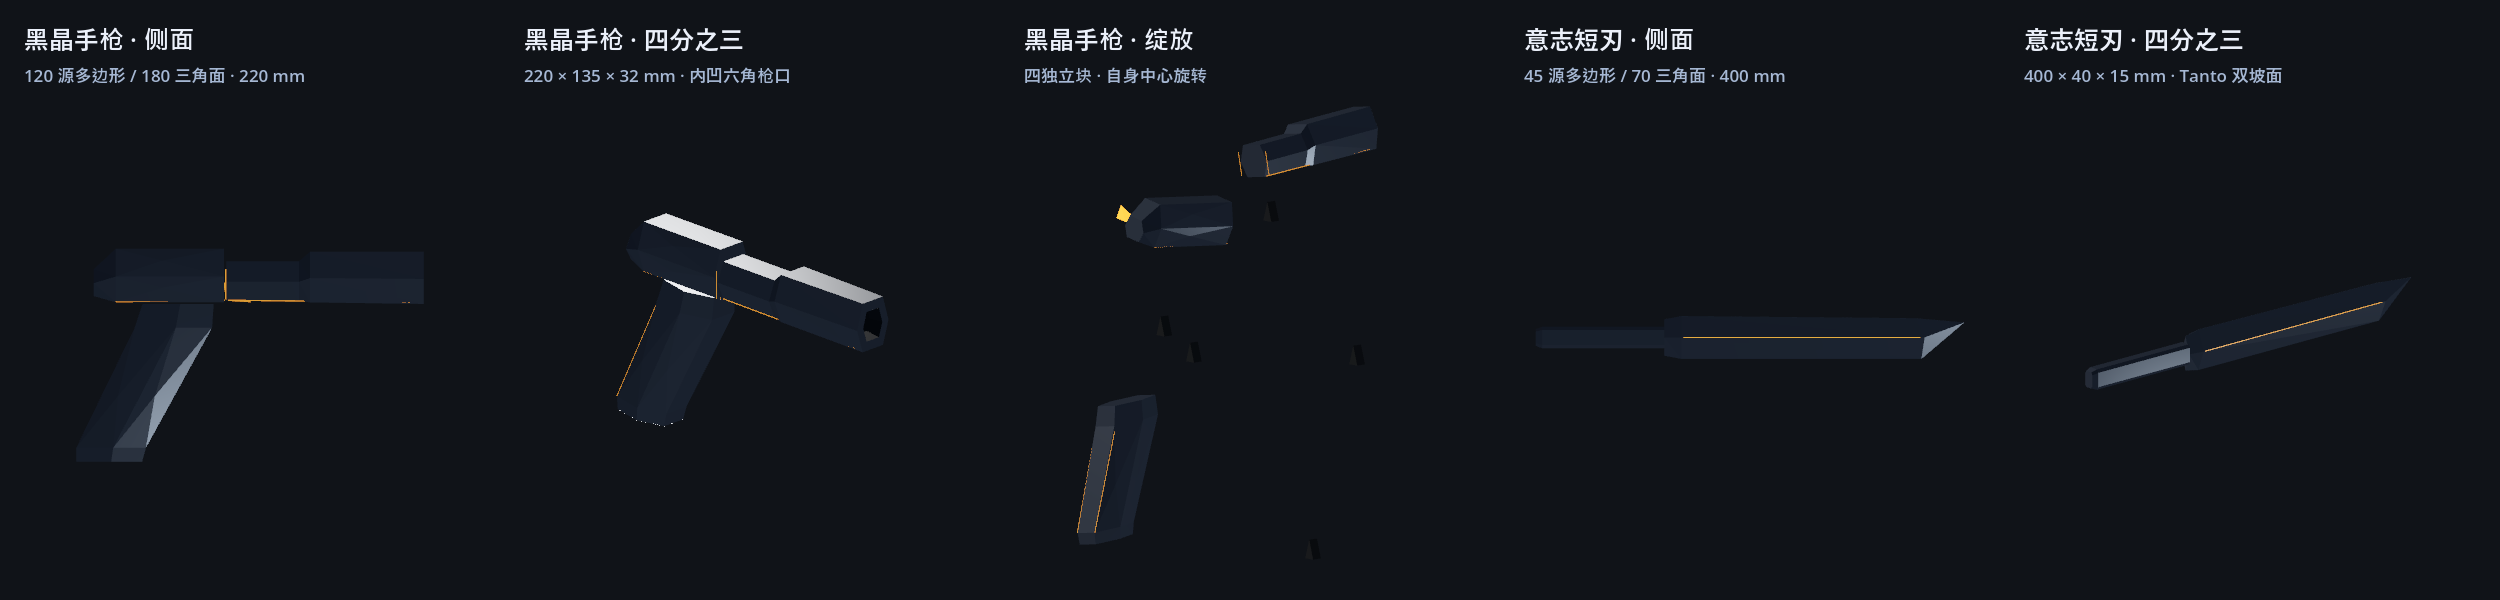 黑晶手枪 · 侧面
120 源多边形 / 180 三角面 · 220 mm
黑晶手枪 · 四分之三
220 × 135 × 32 mm · 内凹六角枪口
黑晶手枪 · 绽放
四独立块 · 自身中心旋转
意志短刃 · 侧面
45 源多边形 / 70 三角面 · 400 mm
意志短刃 · 四分之三
400 × 40 × 15 mm · Tanto 双坡面